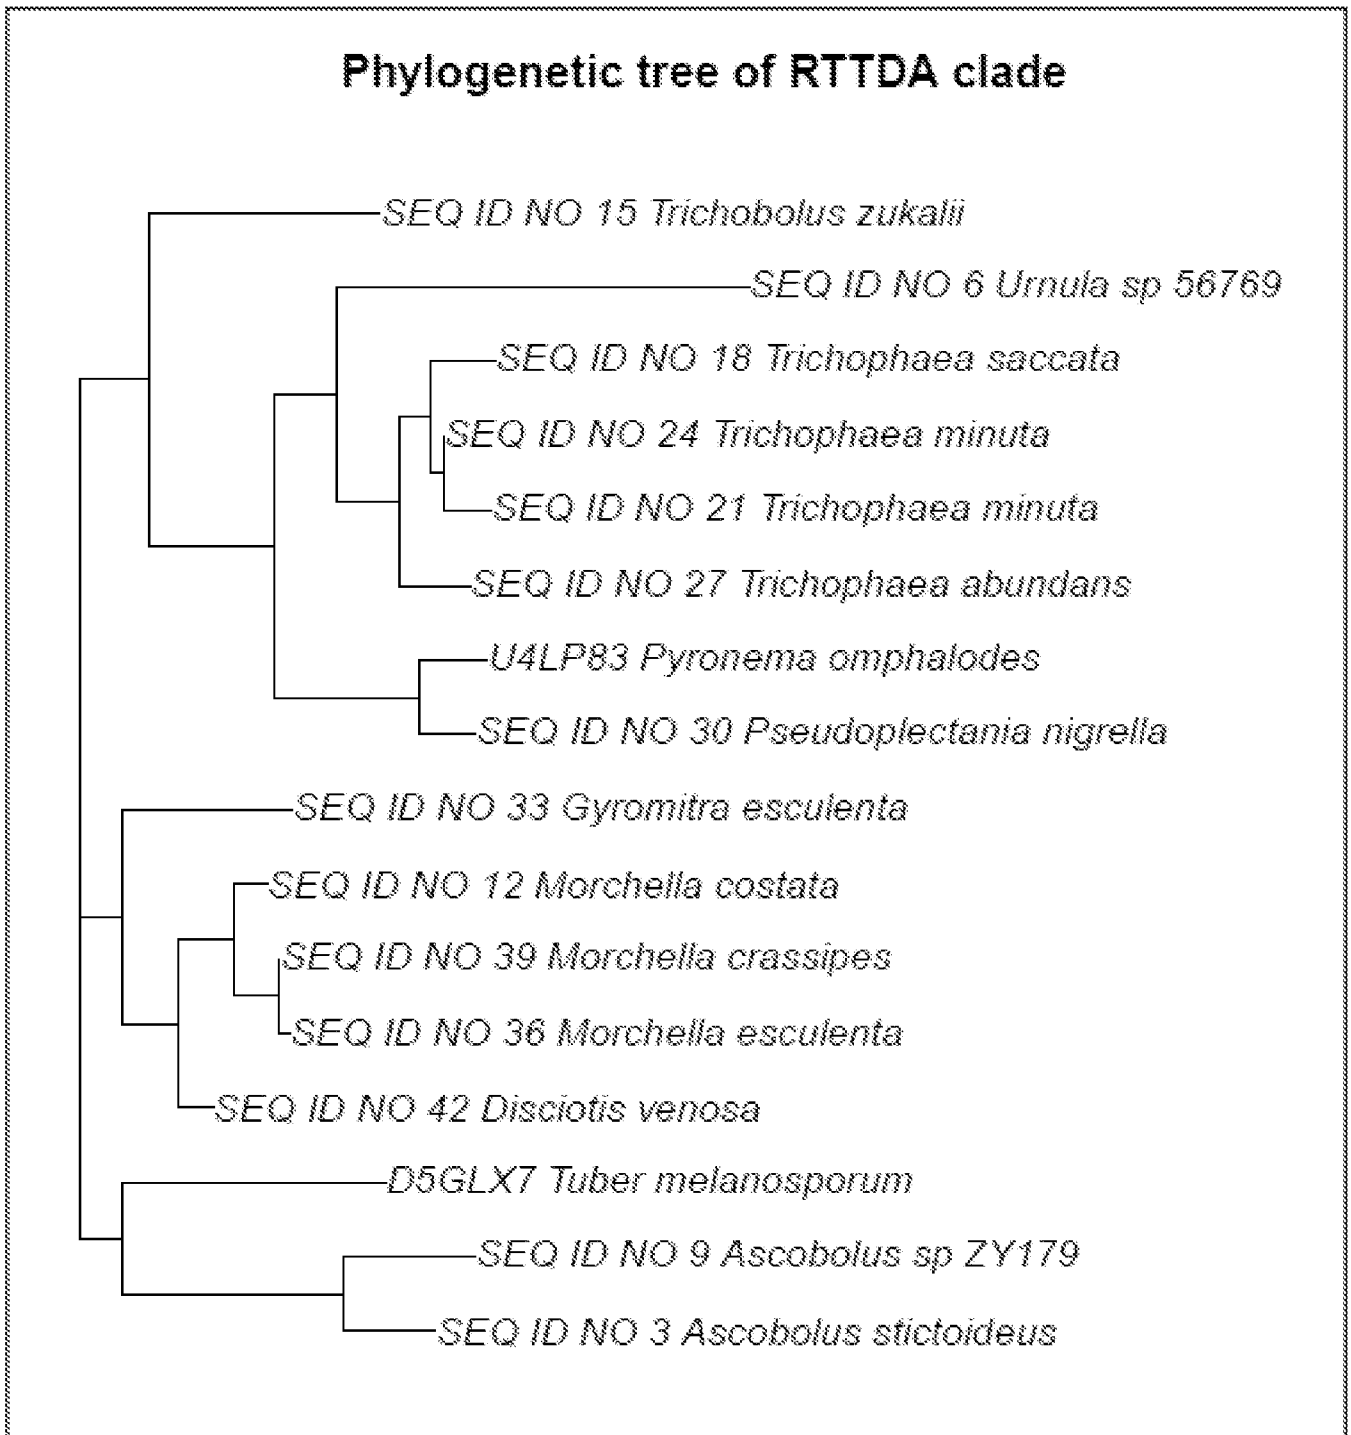 Phylogenetic tree of RTTDA clade
SEQ ID NO 15 Trichobolus zukalii
SEQ ID NO 6 Urnula sp 56769
SEQ ID NO 18 Trichophaea saccata
SEQ ID NO 24 Trichophaea minuta
SEQ ID NO 21 Trichophaea minuta
SEQ ID NO 27 Trichophaea abundans
U4LP83 Pyronema omphalodes
SEQ ID NO 30 Pseudoplectania nigrella
SEQ ID NO 33 Gyromitra esculenta
SEQ ID NO 12 Morchella costata
SEQ ID NO 39 Morchella crassipes
SEQ ID NO 36 Morchella esculenta
SEQ ID NO 42 Disciotis venosa
D5GLX7 Tuber melanosporum
SEQ ID NO 9 Ascobolus sp ZY179
SEQ ID NO 3 Ascobolus stictoideus